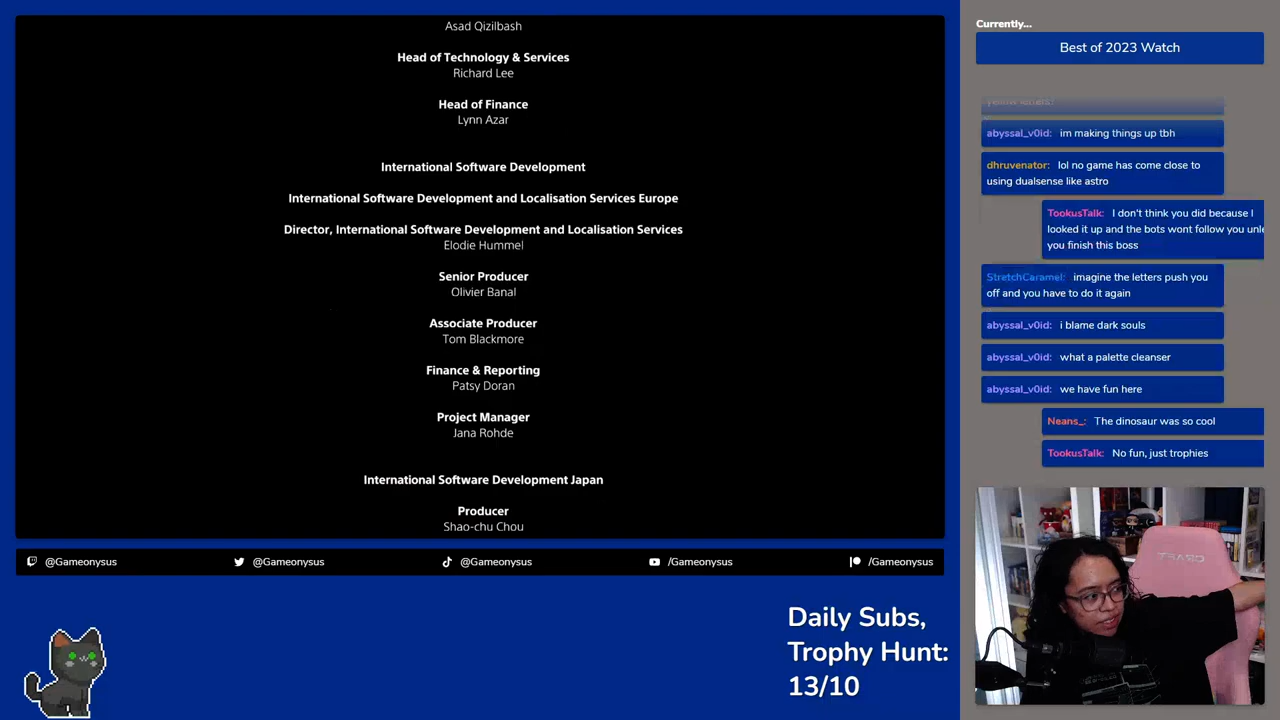 Asad Qizilbash
Head of Technology & Services
Richard Lee
Head of Finance
Lynn Azar
International Software Development
International Software Development and Localisation Services Europe
Director, International Software Development and Localisation Services
Elodie Hummel
Senior Producer
Olivier Banal
Associate Producer
Tom Blackmore
Finance & Reporting
Patsy Doran
Project Manager
Jana Rohde
International Software Development Japan
Producer
Shao-chu Chou
@Gameonysus
@Gameonysus
@Gameonysus
/Gameonysus
/Gameonysus
Daily Subs,
Trophy Hunt:
13/10
Currently...
Best of 2023 Watch
abyssal_v0id: im making things up tbh
dhruvenator: lol no game has come close to
using dualsense like astro
TookusTalk: I don't think you did because I
looked it up and the bots wont follow you unle
you finish this boss
StretchCaramel: imagine the letters push you
off and you have to do it again
abyssal_v0id: i blame dark souls
abyssal_v0id: what a palette cleanser
abyssal_v0id: we have fun here
Neans_: The dinosaur was so cool
TookusTalk: No fun, just trophies